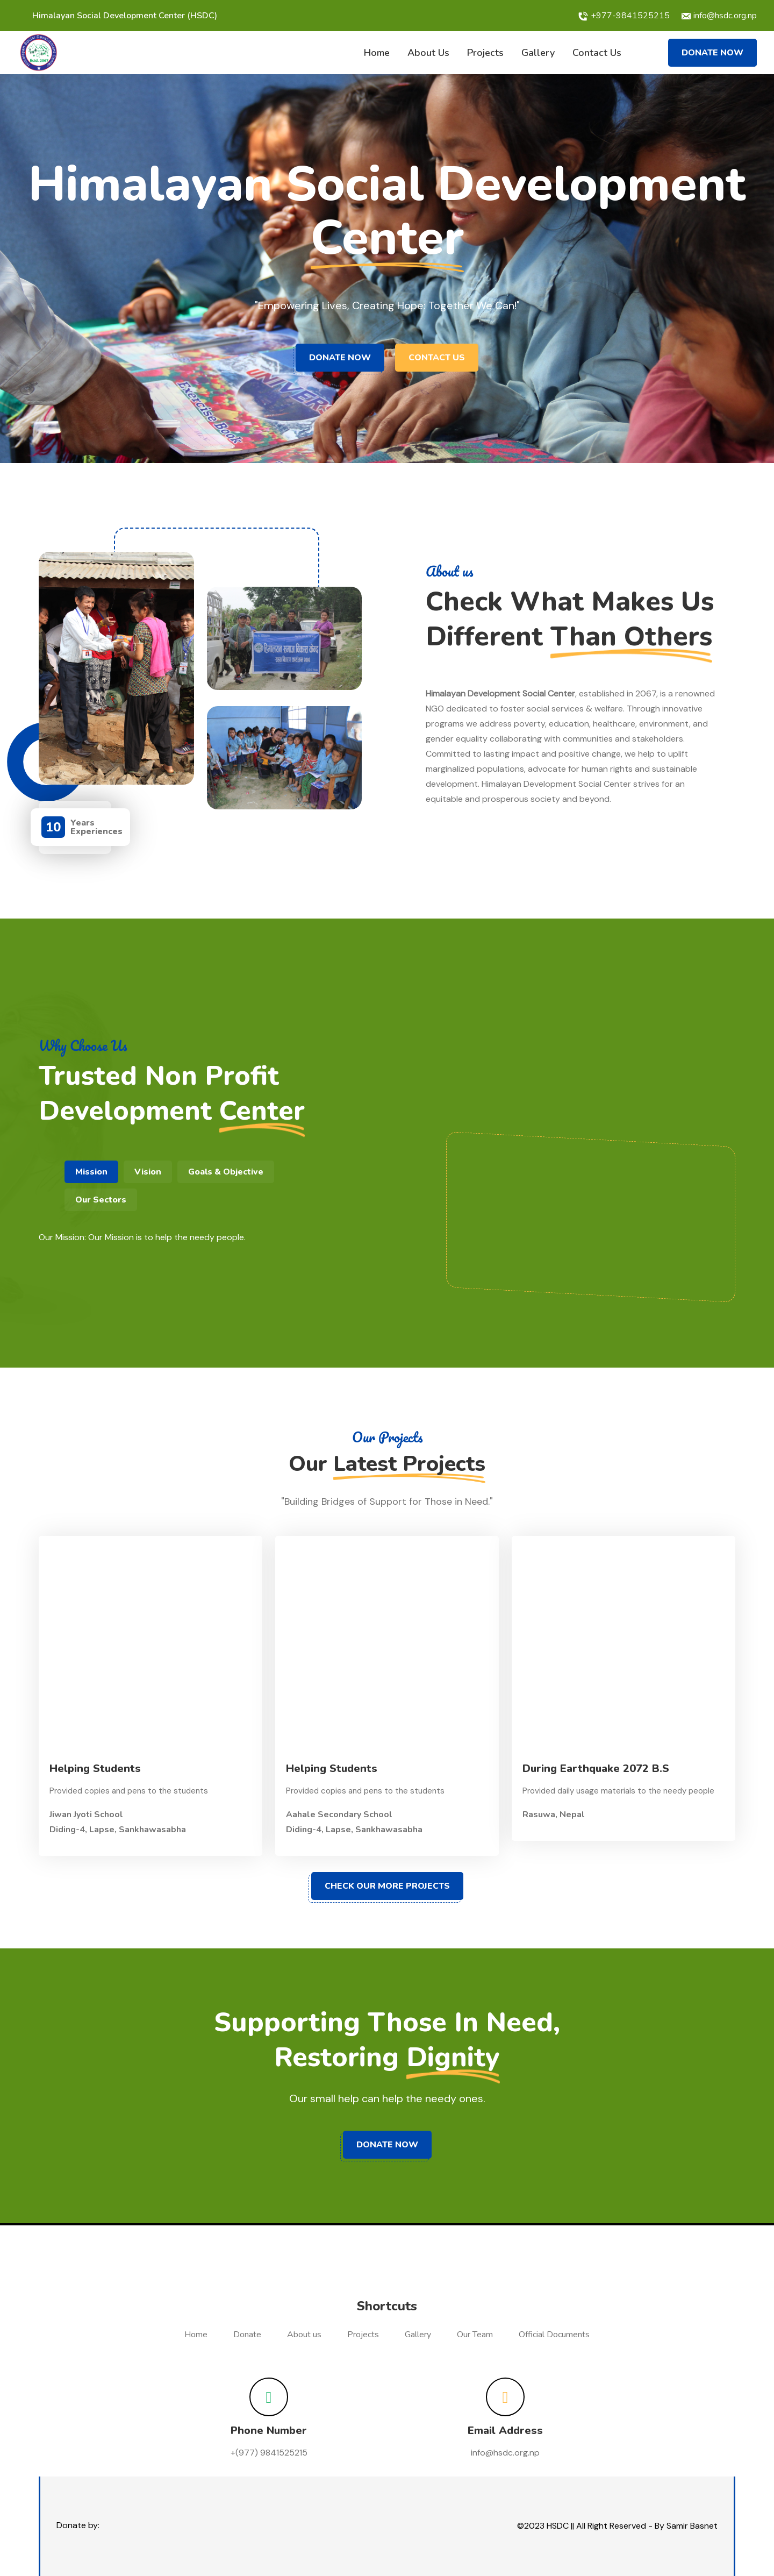 Himalayan Social Development Center (HSDC)
+977-9841525215
info@hsdc.org.np
Home
About Us
Projects
Gallery
Contact Us
DONATE NOW
Himalayan Social Development
Center
"Empowering Lives, Creating Hope: Together We Can!"
DONATE NOW
CONTACT US
Exercise Book
UNIVERS
About us
Check What Makes Us
Different Than Others
Himalayan Development Social Center, established in 2067, is a renowned
NGO dedicated to foster social services & welfare. Through innovative
programs we address poverty, education, healthcare, environment, and
gender equality collaborating with communities and stakeholders.
Committed to lasting impact and positive change, we help to uplift
marginalized populations, advocate for human rights and sustainable
development. Himalayan Development Social Center strives for an
equitable and prosperous society and beyond.
10
Years
Experiences
Why Choose Us
Trusted Non Profit
Development Center
Mission
Vision
Goals & Objective
Our Sectors
Our Mission: Our Mission is to help the needy people.
Our Projects
Our Latest Projects
"Building Bridges of Support for Those in Need."
Helping Students
Provided copies and pens to the students
Jiwan Jyoti School
Diding-4, Lapse, Sankhawasabha
Helping Students
Provided copies and pens to the students
Aahale Secondary School
Diding-4, Lapse, Sankhawasabha
During Earthquake 2072 B.S
Provided daily usage materials to the needy people
Rasuwa, Nepal
CHECK OUR MORE PROJECTS
Supporting Those In Need,
Restoring Dignity
Our small help can help the needy ones.
DONATE NOW
Shortcuts
Home
Donate
About us
Projects
Gallery
Our Team
Official Documents
Phone Number
+(977) 9841525215
Email Address
info@hsdc.org.np
Donate by:
©2023 HSDC || All Right Reserved - By Samir Basnet